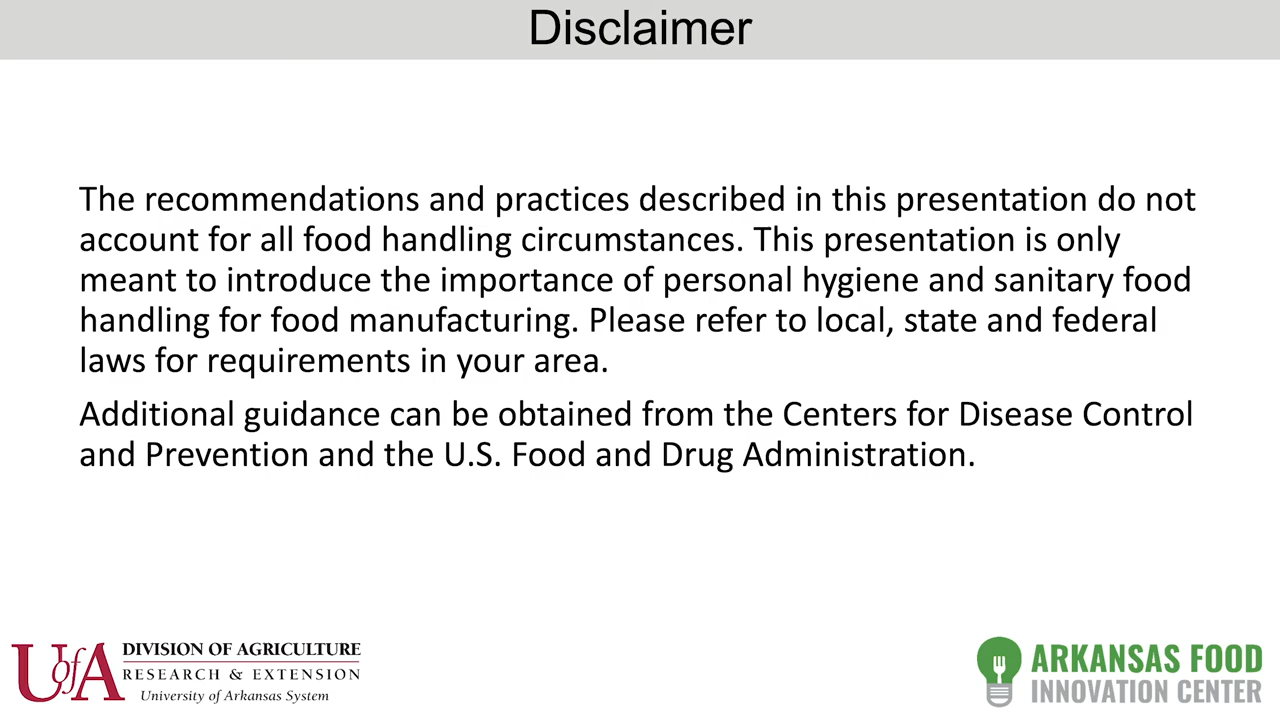 Disclaimer
The recommendations and practices described in this presentation do not
account for all food handling circumstances. This presentation is only
meant to introduce the importance of personal hygiene and sanitary food
handling for food manufacturing. Please refer to local, state and federal
laws for requirements in your area.
Additional guidance can be obtained from the Centers for Disease Control
and Prevention and the U.S. Food and Drug Administration.
UofA
DIVISION OF AGRICULTURE
RESEARCH & EXTENSION
University of Arkansas System
ARKANSAS FOOD
INNOVATION CENTER